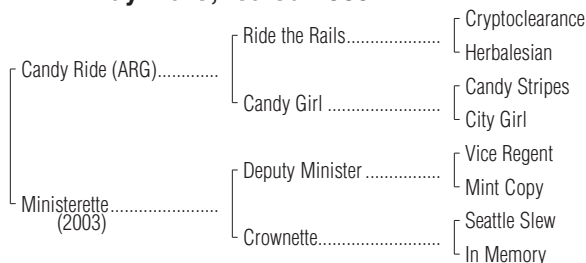 Cryptoclearance
Ride the Rails
Herbalesian
Candy Ride (ARG)
Candy Stripes
Candy Girl
City Girl
Vice Regent
Deputy Minister
Mint Copy
Ministerette
(2003)
Seattle Slew
Crownette
In Memory